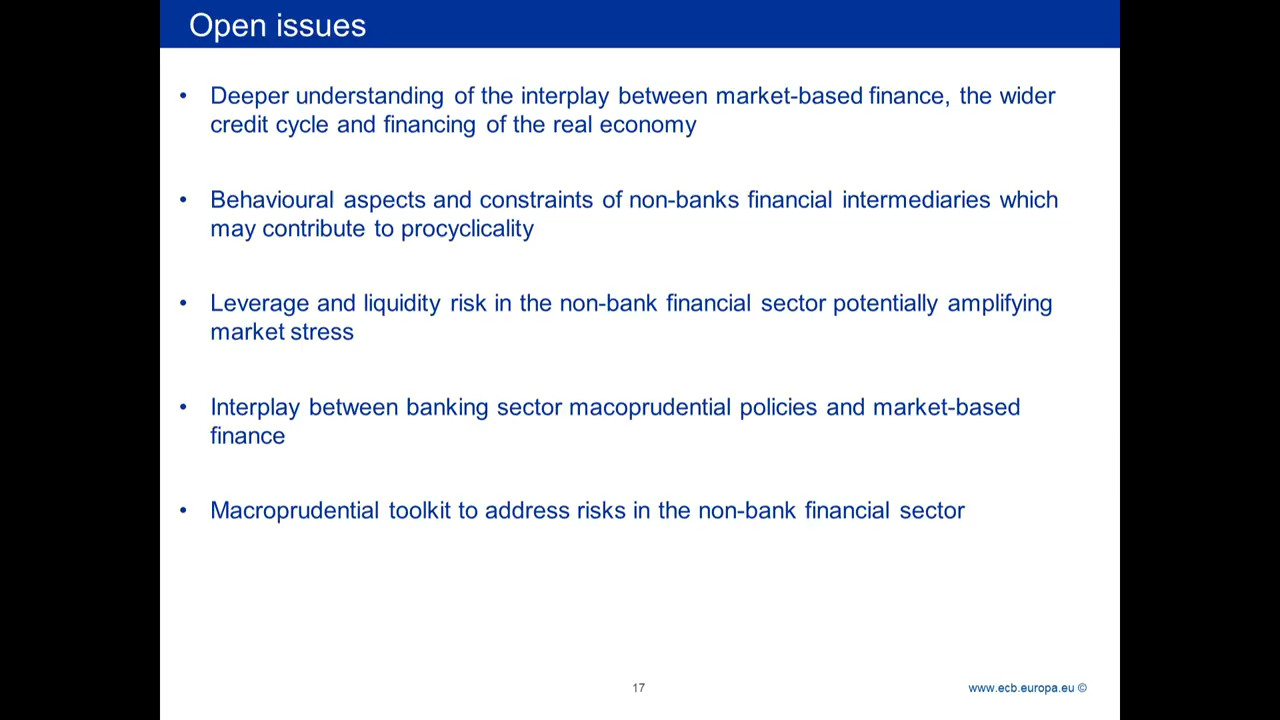 Open issues
• Deeper understanding of the interplay between market-based finance, the wider
credit cycle and financing of the real economy
• Behavioural aspects and constraints of non-banks financial intermediaries which
may contribute to procyclicality
• Leverage and liquidity risk in the non-bank financial sector potentially amplifying
market stress
• Interplay between banking sector macoprudential policies and market-based
finance
• Macroprudential toolkit to address risks in the non-bank financial sector
17
www.ecb.europa.eu ©